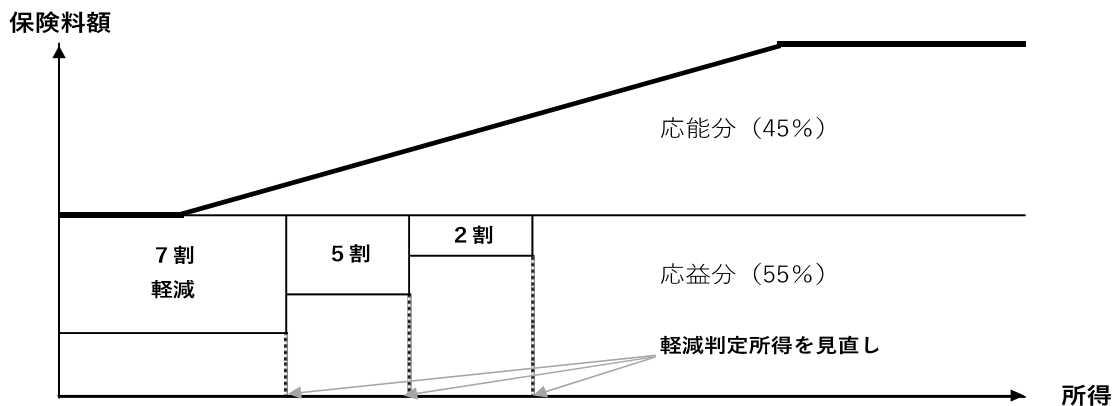 保険料額
応能分（45%）
7割
軽減
5割
2割
応益分（55%）
軽減判定所得を見直し
所得